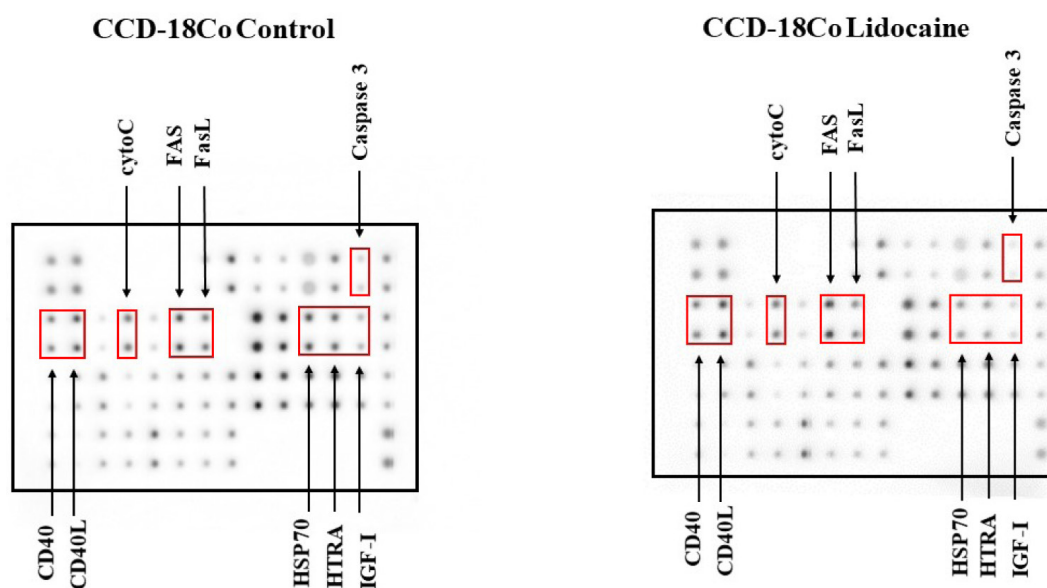 CCD-18Co Control
CCD-18Co Lidocaine
cytoC
FAS
FasL
Caspase 3
cytoC
FAS
FasL
Caspase 3
CD40
CD40L
HSP70
HTRA
IGF-I
CD40
CD40L
HSP70
HTRA
IGF-I